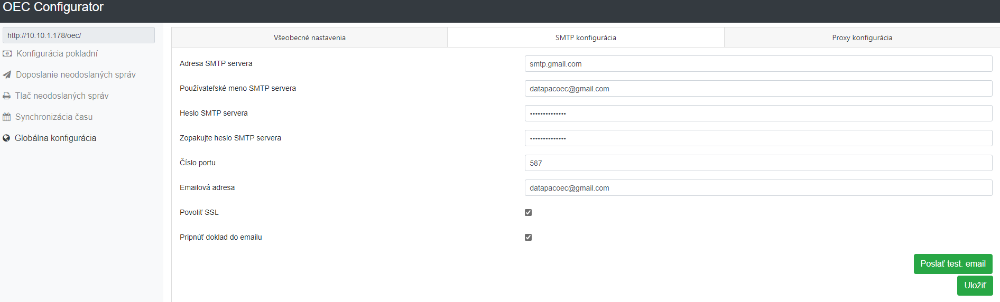 OEC Configurator
http://10.10.1.178/oec/
Konfigurácia pokladní
Doposlanie neodoslaných správ
Tlač neodoslaných správ
Synchronizácia času
Globálna konfigurácia
Všeobecné nastavenia
SMTP konfigurácia
Proxy konfigurácia
Adresa SMTP servera
smtp.gmail.com
Používateľské meno SMTP servera
datapacoec@gmail.com
Heslo SMTP servera
••••••••••••••
Zopakujte heslo SMTP servera
••••••••••••••
Číslo portu
587
Emailová adresa
datapacoec@gmail.com
Povoliť SSL
Pripnúť doklad do emailu
Poslať test. email
Uložiť